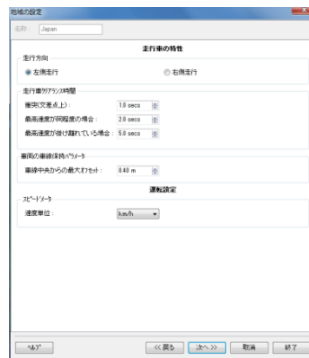 地域の設定
名称： Japan
走行車の特性
走行方向
左側走行 右側走行
走行車ｸﾘｱﾗﾝｽ時間
衝突(交差点上)： 1.0 secs
最高速度が同程度の場合： 2.0 secs
最高速度が掛け離れている場合： 5.0 secs
車両の車線保持ﾊﾟﾗﾒｰﾀ
車線中央からの最大ｵﾌｾｯﾄ： 0.40 m
運転設定
ｽﾋﾟｰﾄﾞﾒｰﾀ
速度単位： km/h
ﾍﾙﾌﾟ << 戻る 次へ >> 取消 終了